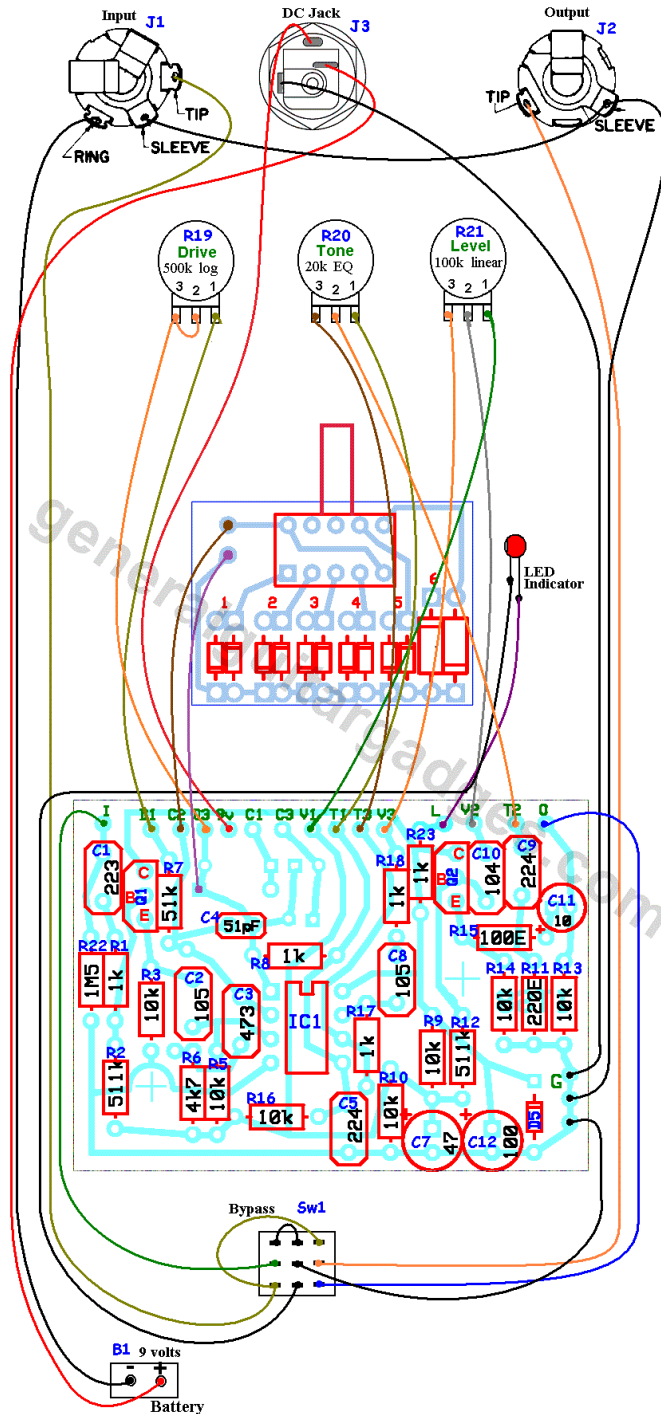 Input
J1
DC Jack
J3
Output
J2
TIP
RING
SLEEVE
TIP
SLEEVE
R19
Drive
500k log
3 2 1
R20
Tone
20k EQ
3 2 1
R21
Level
100k linear
3 2 1
LED
Indicator
1 2 3 4 5 6
generalguitargadgets.com
I D1 C2 D3 9v C1 C3 V1 T1 T3 V3 L V2 T2 O
C1
223
B C E
Q1
R7
51k
C4
51pF
R8
1k
R18
1k
R23
1k
B C E
Q2
C10
104
C9
224
C11
10
R15
100E
R22
1M5
R1
1k
R3
10k
C2
105
C3
473
IC1
C8
105
R17
1k
R9
10k
R12
511k
R14
10k
R11
220E
R13
10k
R2
511k
R6
4k7
R5
10k
R16
10k
C5
224
R10
10k
C7
47
C12
100
D5
G
Bypass
Sw1
B1
9 volts
- +
Battery